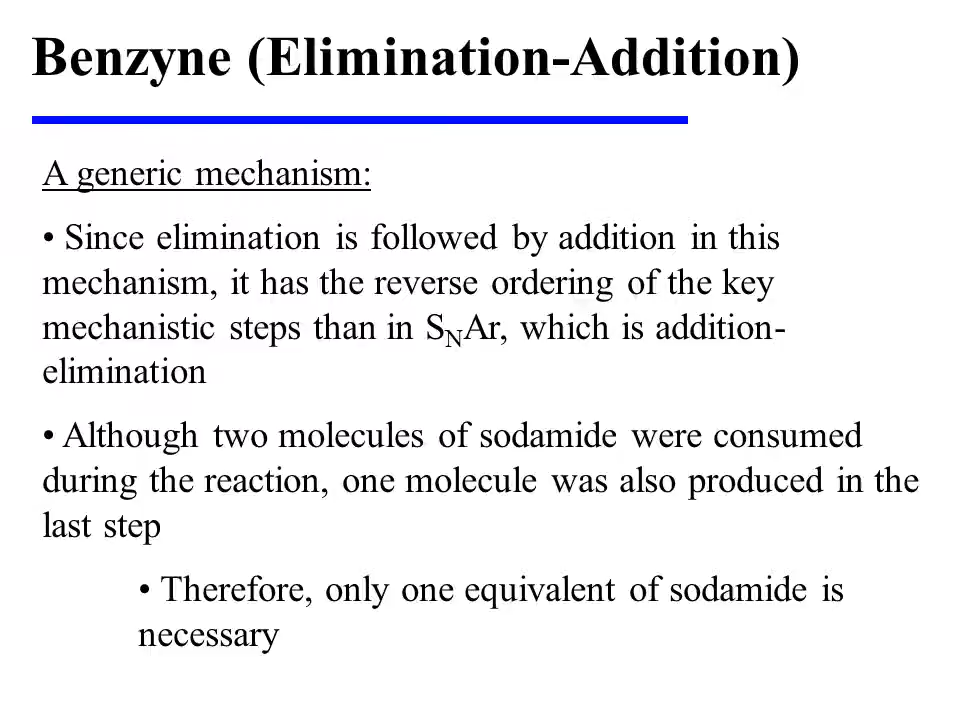 Benzyne (Elimination-Addition)
A generic mechanism:
• Since elimination is followed by addition in this
mechanism, it has the reverse ordering of the key
mechanistic steps than in SNAr, which is addition-
elimination
• Although two molecules of sodamide were consumed
during the reaction, one molecule was also produced in the
last step
• Therefore, only one equivalent of sodamide is
necessary